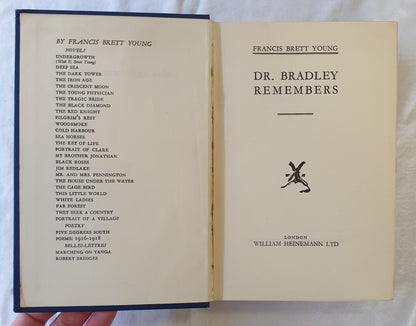 BY FRANCIS BRETT YOUNG
NOVELS
UNDERGROWTH
(With E. Brett Young)
DEEP SEA
THE DARK TOWER
THE IRON AGE
THE CRESCENT MOON
THE YOUNG PHYSICIAN
THE TRAGIC BRIDE
THE BLACK DIAMOND
THE RED KNIGHT
PILGRIM'S REST
WOODSMOKE
COLD HARBOUR
SEA HORSES
THE KEY OF LIFE
PORTRAIT OF CLARE
MY BROTHER JONATHAN
BLACK ROSES
JIM REDLAKE
MR. AND MRS. PENNINGTON
THE HOUSE UNDER THE WATER
THE CAGE BIRD
THIS LITTLE WORLD
WHITE LADIES
FAR FOREST
THEY SEEK A COUNTRY
PORTRAIT OF A VILLAGE
POETRY
FIVE DEGREES SOUTH
POEMS: 1916-1918
BELLES-LETTRES
MARCHING ON TANGA
ROBERT BRIDGES
FRANCIS BRETT YOUNG
DR. BRADLEY
REMEMBERS
LONDON
WILLIAM HEINEMANN LTD